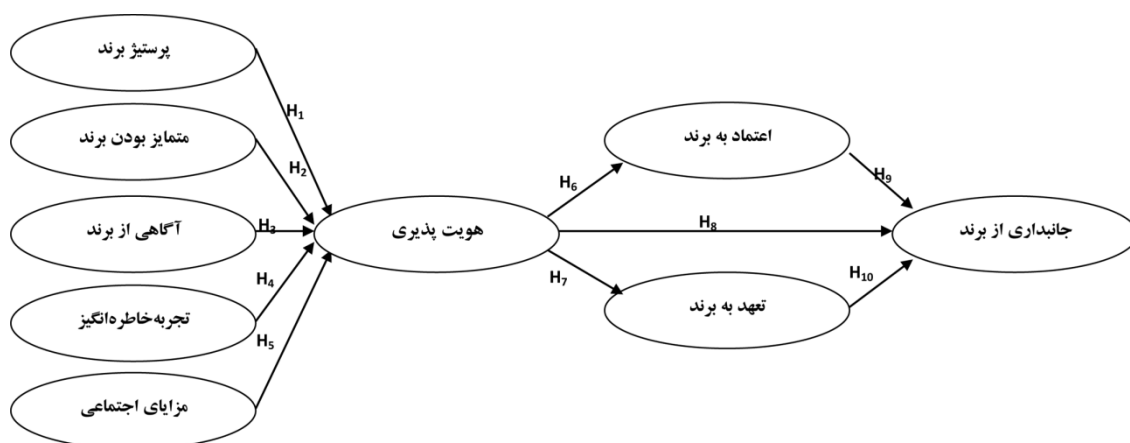 پرستیژ برند
H1
متمایز بودن برند
H2
آگاهی از برند
H3
تجربه‌خاطره‌انگیز
H4
مزایای اجتماعی
H5
هویت پذیری
اعتماد به برند
H6
H9
H8
جانبداری از برند
H7
H10
تعهد به برند